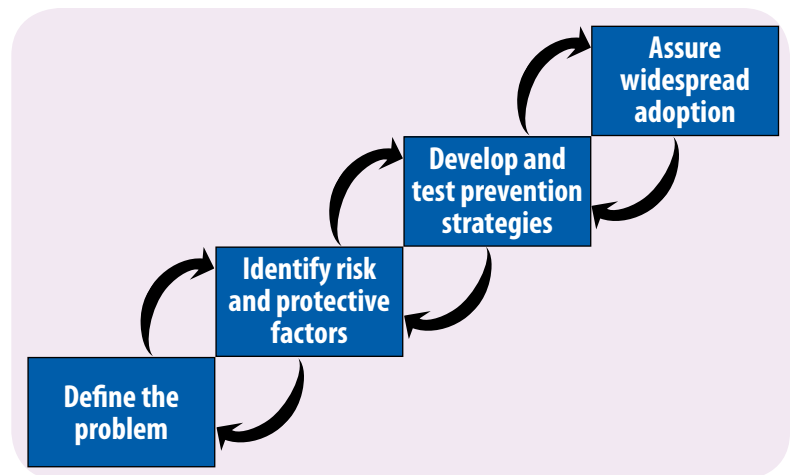 Assure
widespread
adoption
Develop and
test prevention
strategies
Identify risk
and protective
factors
Define the
problem